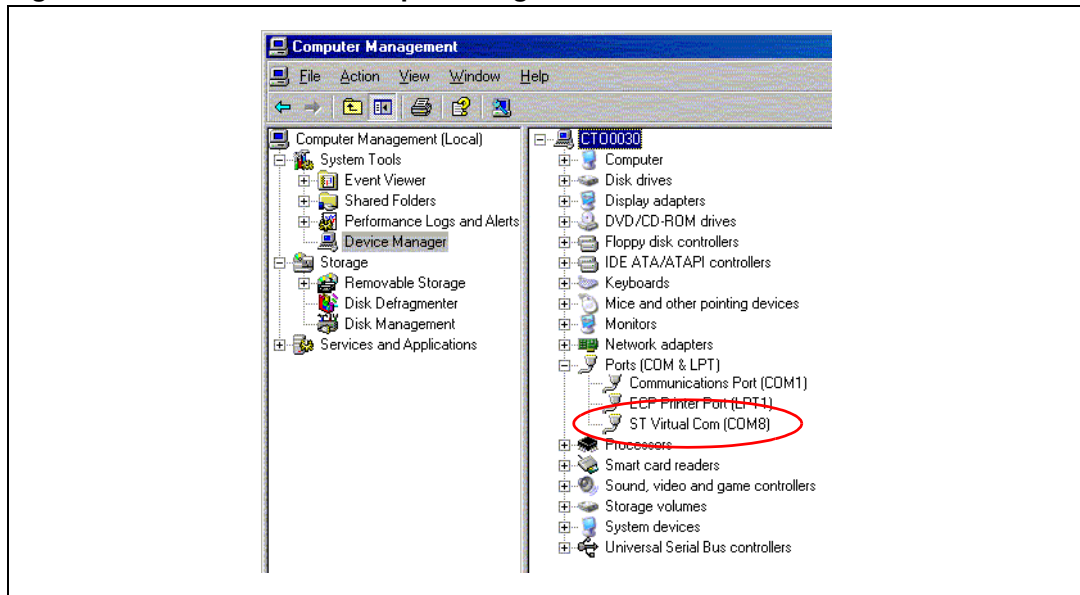 Computer Management
File Action View Window Help
Computer Management (Local)
System Tools
Event Viewer
Shared Folders
Performance Logs and Alerts
Device Manager
Storage
Removable Storage
Disk Defragmenter
Disk Management
Services and Applications
CTO0030
Computer
Disk drives
Display adapters
DVD/CD-ROM drives
Floppy disk controllers
IDE ATA/ATAPI controllers
Keyboards
Mice and other pointing devices
Monitors
Network adapters
Ports (COM & LPT)
Communications Port (COM1)
ECP Printer Port (LPT1)
ST Virtual Com (COM8)
Processors
Smart card readers
Sound, video and game controllers
Storage volumes
System devices
Universal Serial Bus controllers